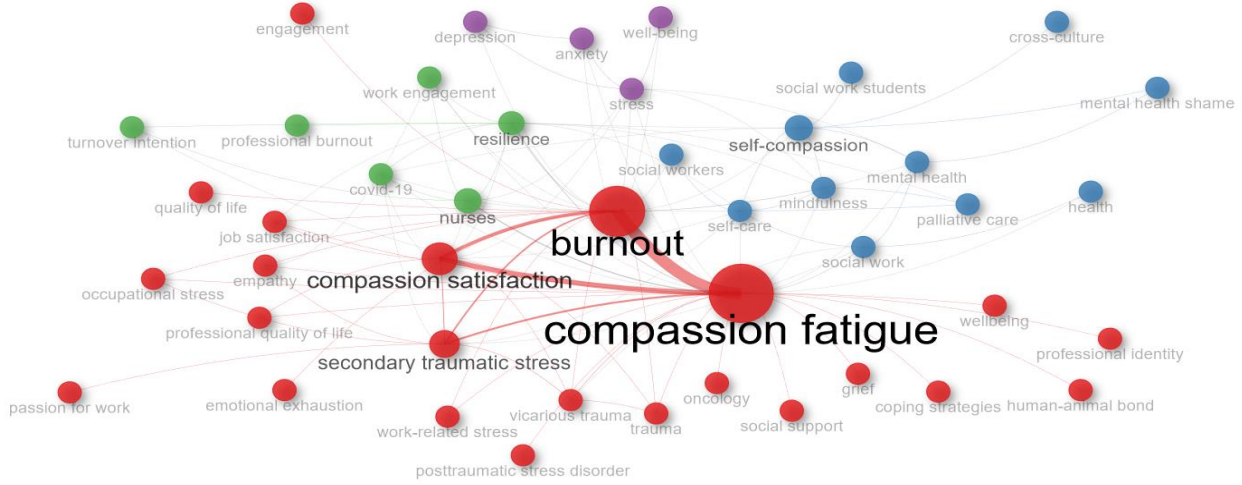 engagement
depression
well-being
cross-culture
anxiety
work engagement
social work students
stress
mental health shame
turnover intention
professional burnout
resilience
self-compassion
social workers
mental health
covid-19
quality of life
nurses
mindfulness
palliative care
health
self-care
job satisfaction
burnout
social work
empathy
compassion satisfaction
occupational stress
professional quality of life
compassion fatigue
wellbeing
secondary traumatic stress
professional identity
passion for work
emotional exhaustion
oncology
grief
coping strategies
human-animal bond
work-related stress
vicarious trauma
trauma
social support
posttraumatic stress disorder